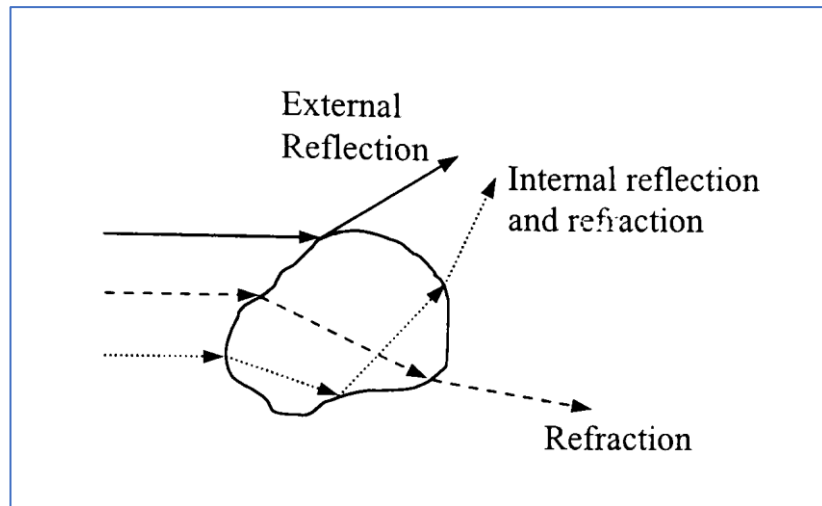 External
Reflection
Internal reflection
and refraction
Refraction